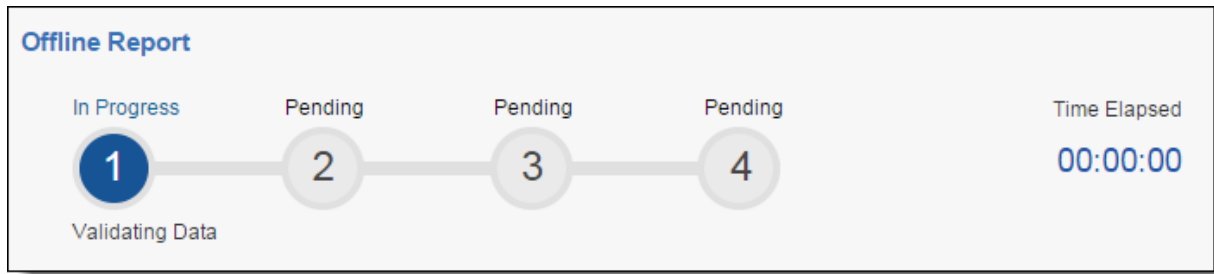 Offline Report
In Progress Pending Pending Pending Time Elapsed
1 2 3 4 00:00:00
Validating Data